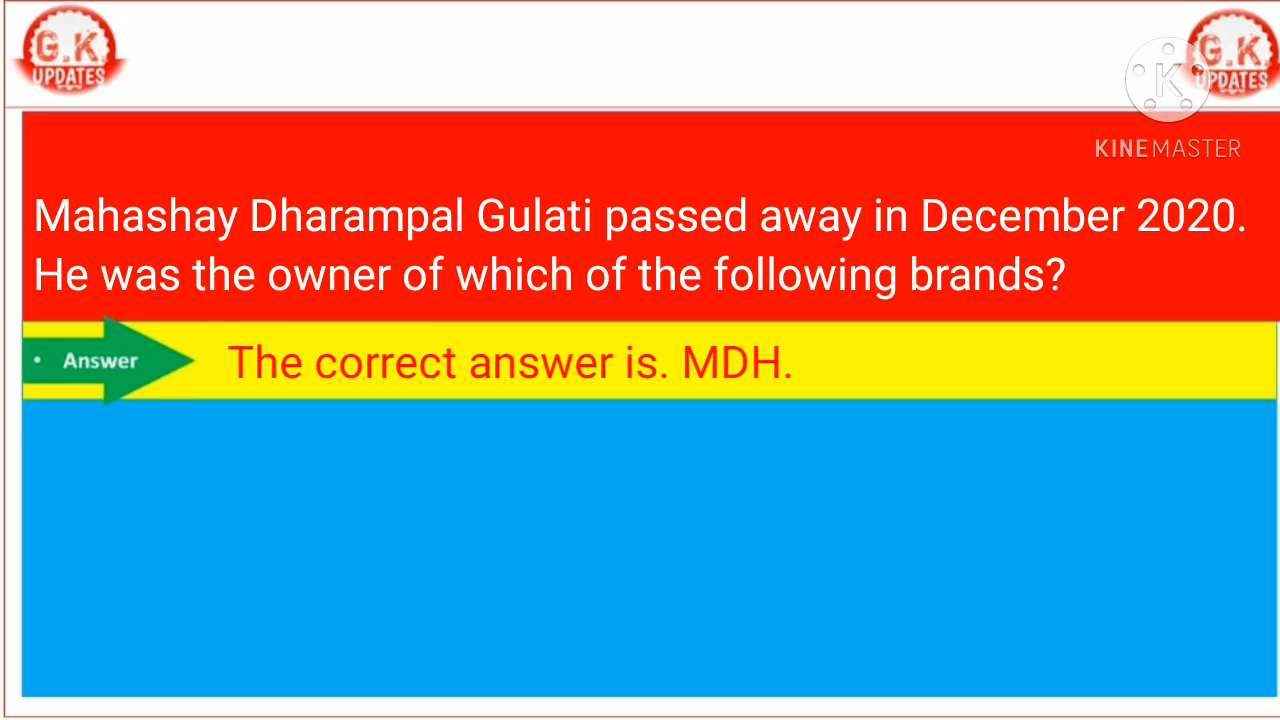 G.K.
UPDATES
G.K.
UPDATES
K
KINEMASTER
Mahashay Dharampal Gulati passed away in December 2020.
He was the owner of which of the following brands?
• Answer
The correct answer is. MDH.